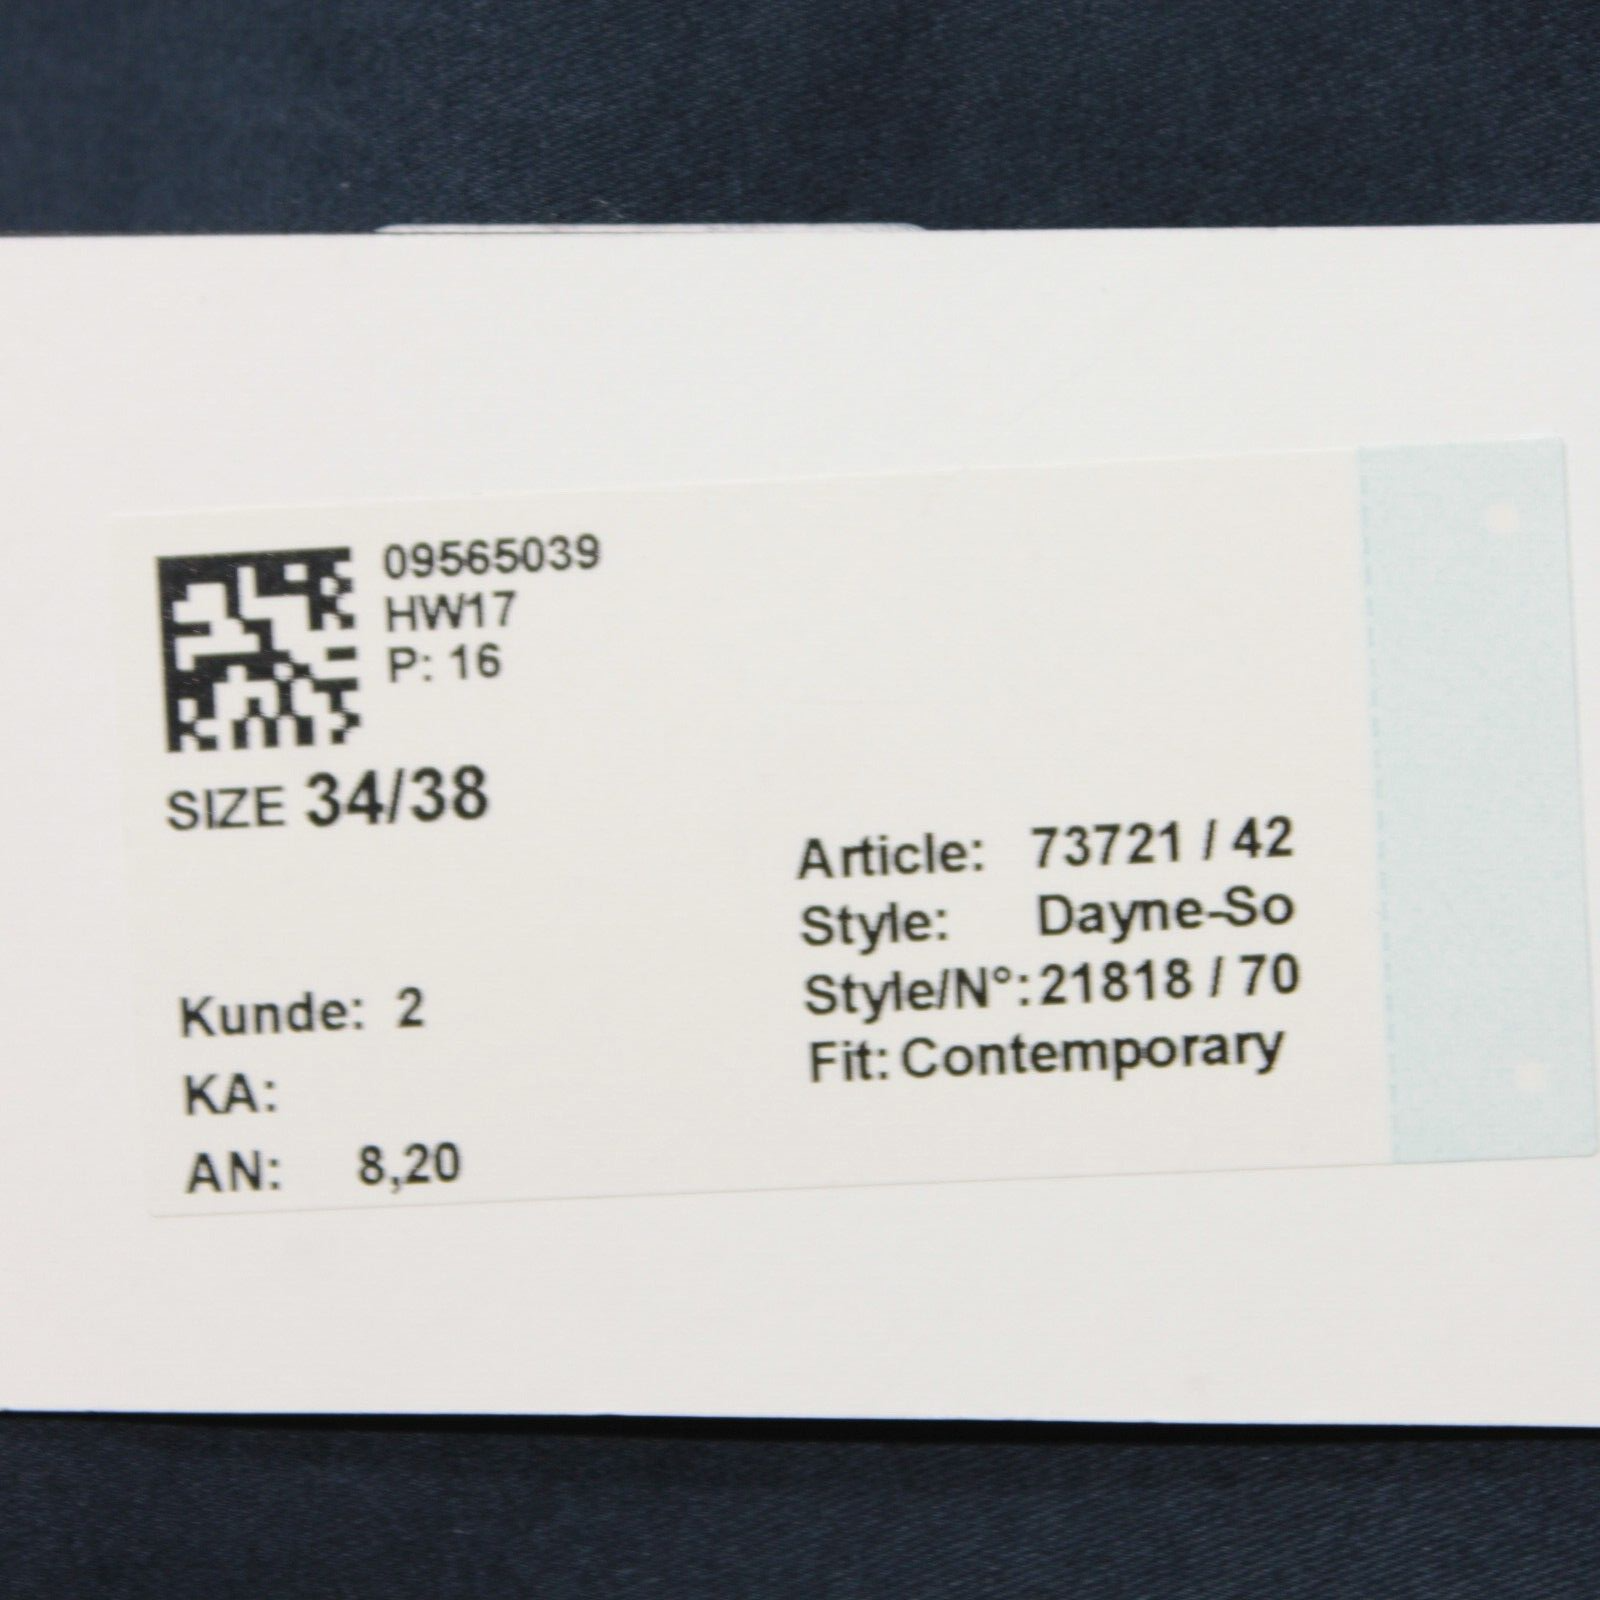 09565039
HW17
P: 16
SIZE 34/38
Article: 73721 / 42
Style: Dayne-So
Style/N°: 21818 / 70
Fit: Contemporary
Kunde: 2
KA:
AN: 8,20